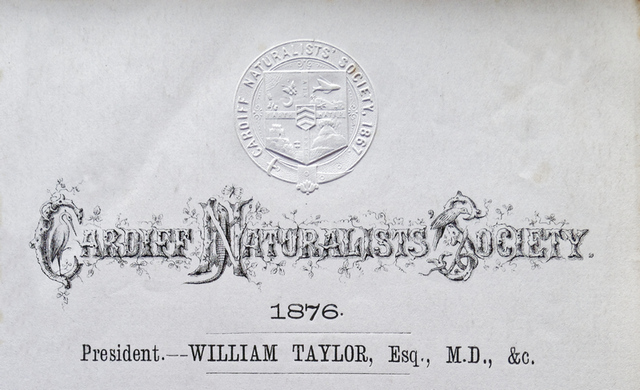 CARDIFF NATURALISTS' SOCIETY. 1867
CARDIFF NATURALISTS' SOCIETY.
1876.
President.—WILLIAM TAYLOR, Esq., M.D., &c.